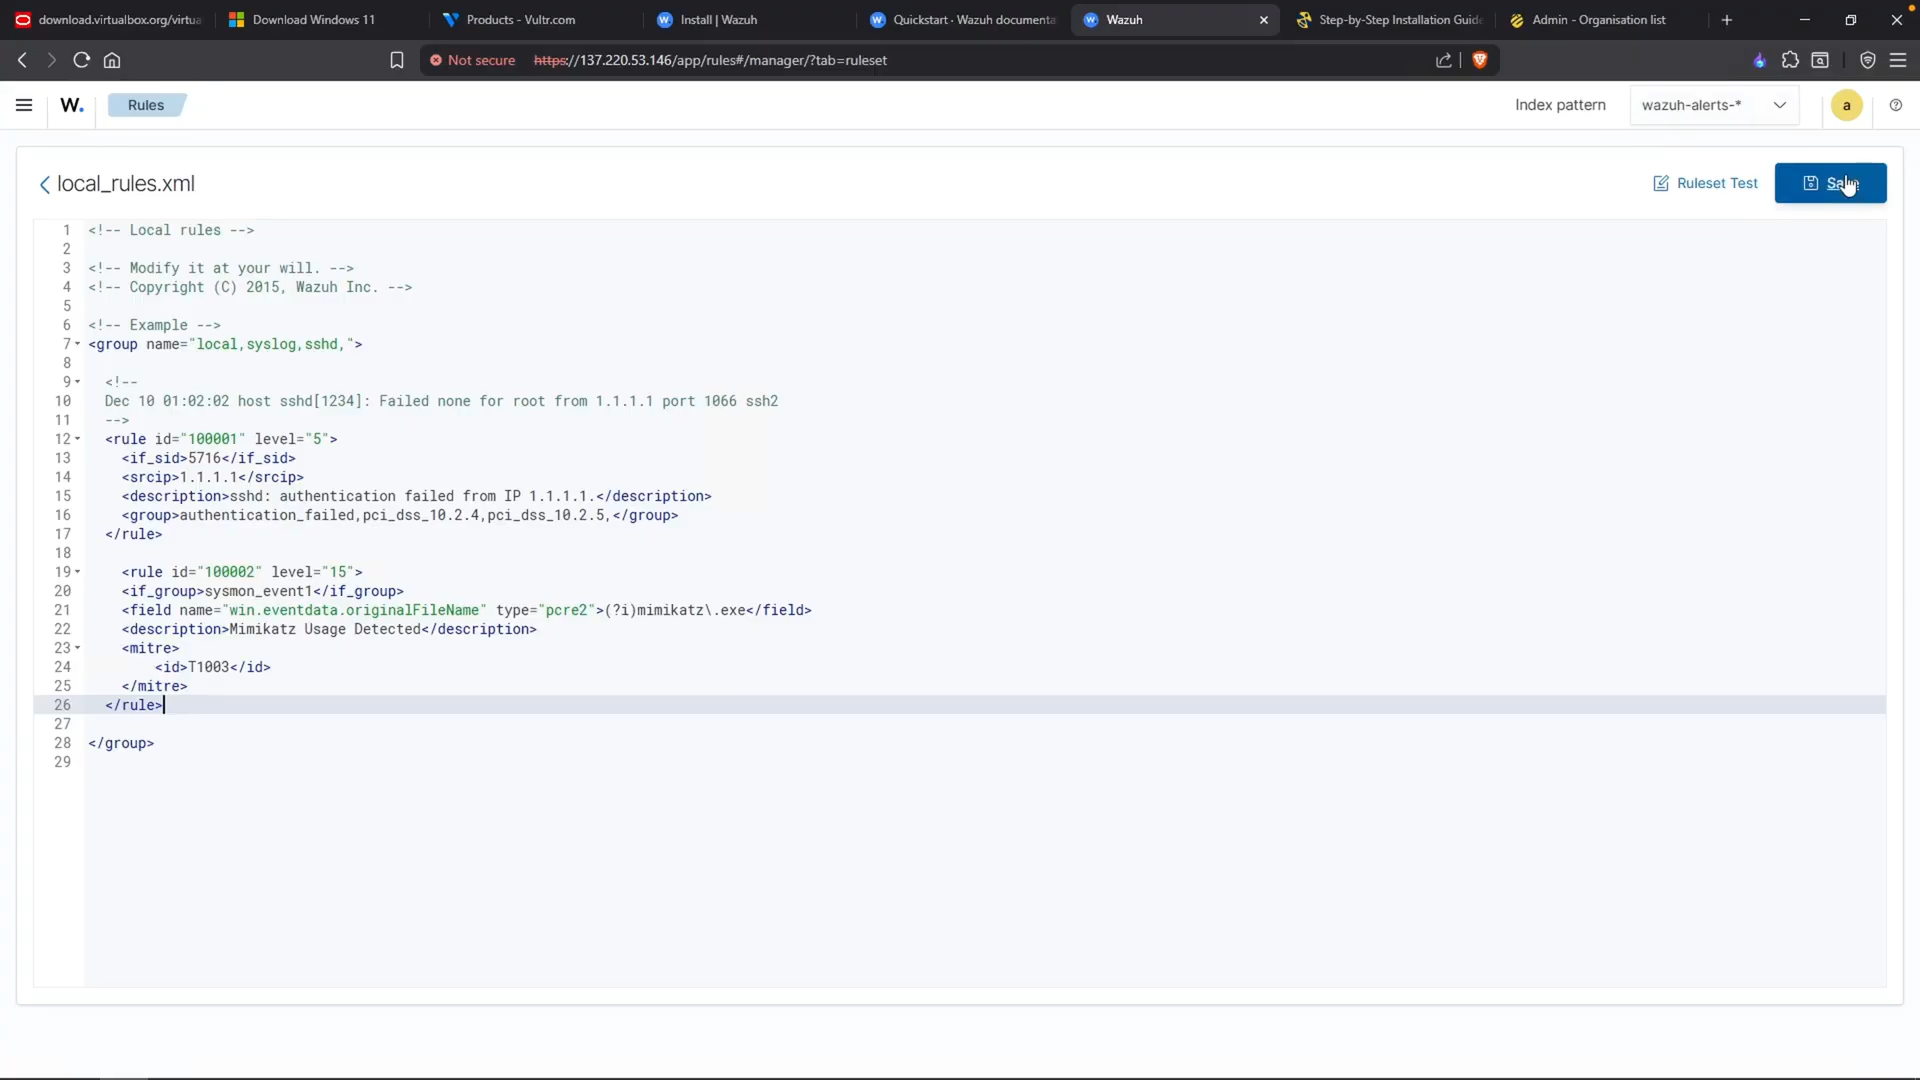 download.virtualbox.org/virtua
Download Windows 11
Products - Vultr.com
Install | Wazuh
Quickstart · Wazuh documenta
Wazuh
Step-by-Step Installation Guide
Admin - Organisation list
Not secure
https://137.220.53.146/app/rules#/manager/?tab=ruleset
W.
Rules
Index pattern
wazuh-alerts-*
a
local_rules.xml
Ruleset Test
1 <!-- Local rules -->
2
3 <!-- Modify it at your will. -->
4 <!-- Copyright (C) 2015, Wazuh Inc. -->
5
6 <!-- Example -->
7 <group name="local,syslog,sshd,">
8
9 <!--
10 Dec 10 01:02:02 host sshd[1234]: Failed none for root from 1.1.1.1 port 1066 ssh2
11 -->
12 <rule id="100001" level="5">
13 <if_sid>5716</if_sid>
14 <srcip>1.1.1.1</srcip>
15 <description>sshd: authentication failed from IP 1.1.1.1.</description>
16 <group>authentication_failed,pci_dss_10.2.4,pci_dss_10.2.5,</group>
17 </rule>
18
19 <rule id="100002" level="15">
20 <if_group>sysmon_event1</if_group>
21 <field name="win.eventdata.originalFileName" type="pcre2">(?i)mimikatz\.exe</field>
22 <description>Mimikatz Usage Detected</description>
23 <mitre>
24 <id>T1003</id>
25 </mitre>
26 </rule>
27
28 </group>
29